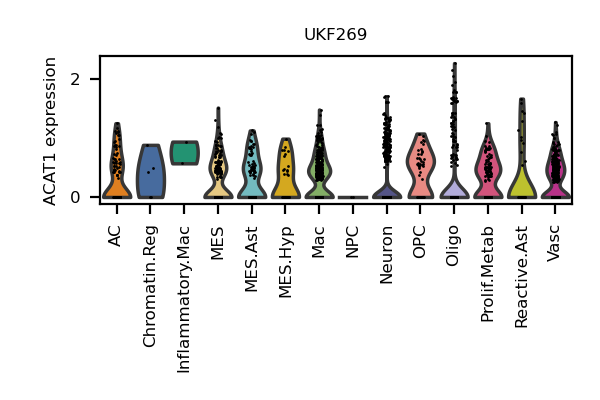 UKF269
ACAT1 expression
2
0
AC
Chromatin.Reg
Inflammatory.Mac
MES
MES.Ast
MES.Hyp
Mac
NPC
Neuron
OPC
Oligo
Prolif.Metab
Reactive.Ast
Vasc